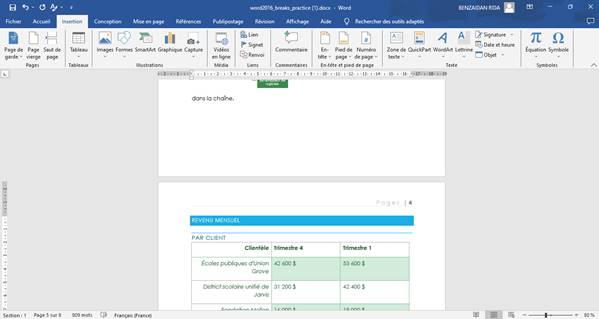 word2016_breaks_practice (1).docx - Word
BENZAIDAN RIDA
Fichier Accueil Insertion Conception Mise en page Références Publipostage Révision Affichage Aide Rechercher des outils adaptés
Page de garde
Page vierge
Saut de page
Tableau
Images
Formes
SmartArt
Graphique
Capture
Vidéos en ligne
Lien
Signet
Renvoi
Commentaire
En-tête
Pied de page
Numéro de page
Zone de texte
QuickPart
WordArt
Lettrine
Signature
Date et heure
Objet
Équation
Symbole
Pages Tableaux Illustrations Média Liens Commentaires En-tête et pied de page Texte Symboles
dans la chaîne.
Pages | 4
REVENU MENSUEL
PAR CLIENT
Clientèle Trimestre 4 Trimestre 1
Écoles publiques d'Union Grove 42 600 $ 53 600 $
District scolaire unifié de Jarvis 31 200 $ 42 400 $
Section : 1 Page 5 sur 8 809 mots Français (France) 80 %